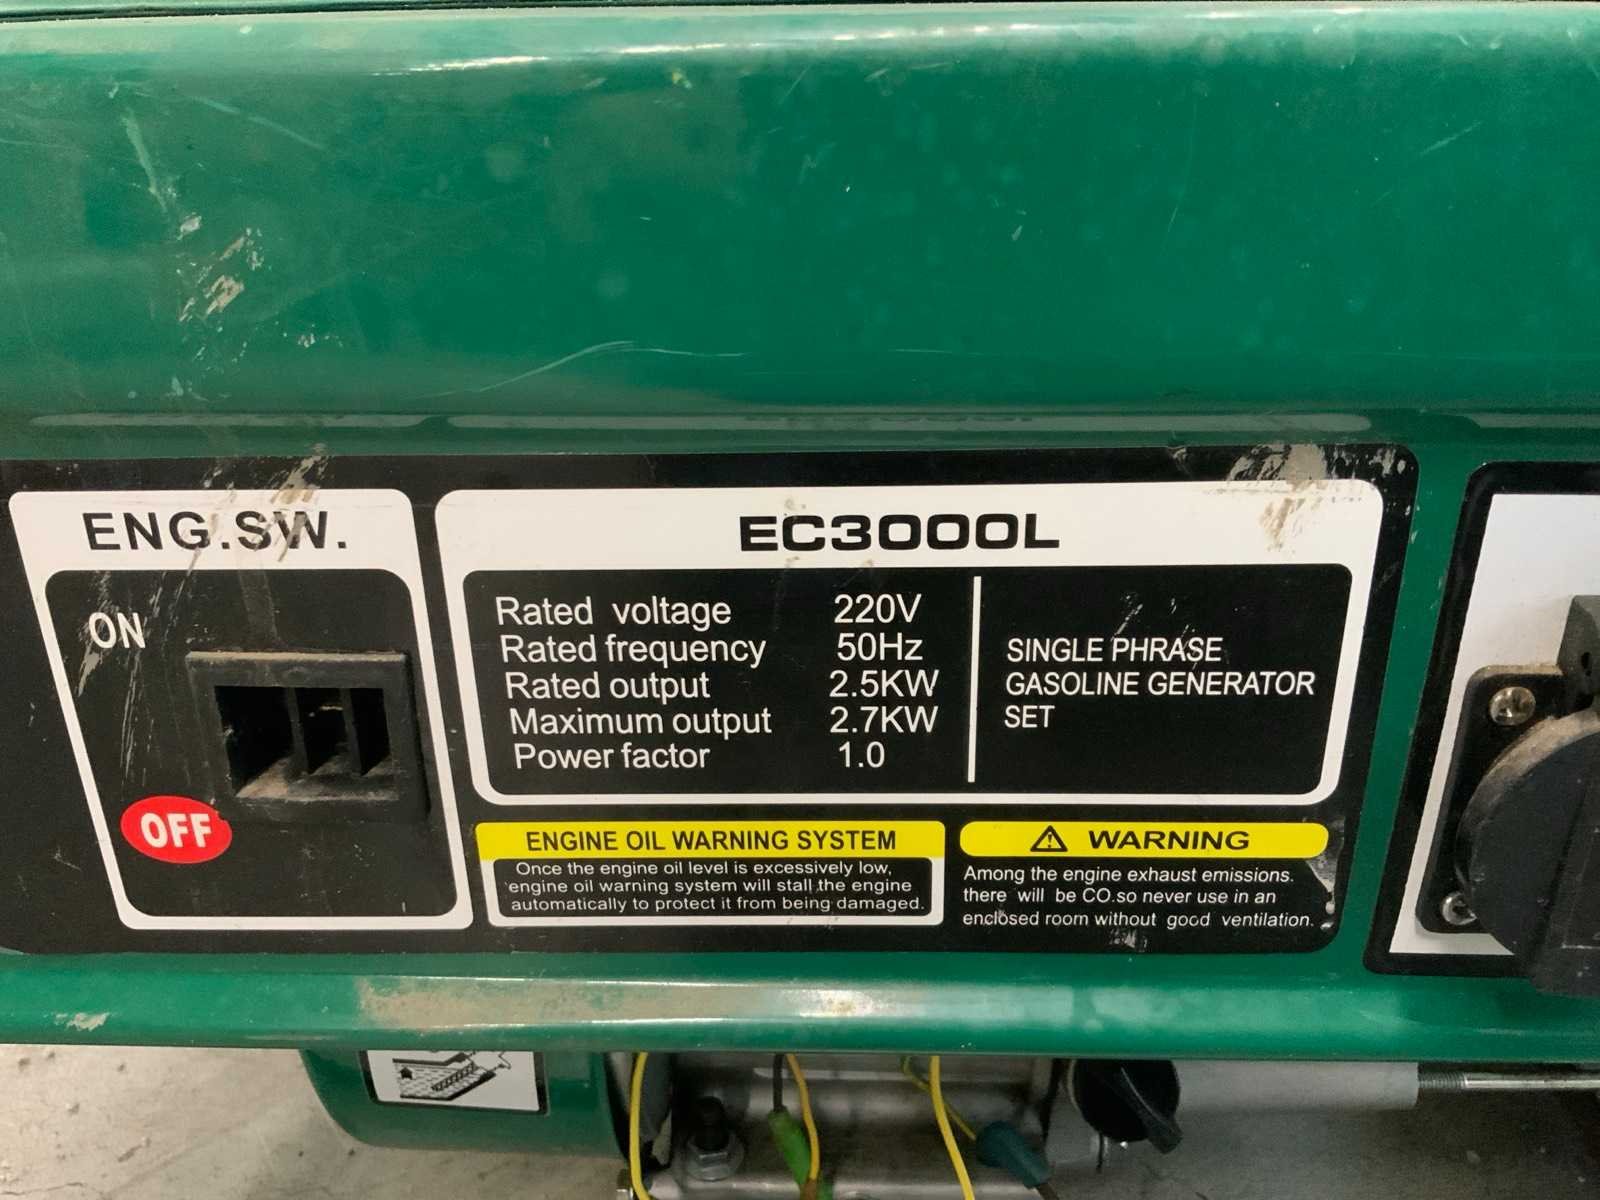 ENG.SW.
ON
OFF
EC3000L
Rated voltage 220V
Rated frequency 50Hz
Rated output 2.5KW
Maximum output 2.7KW
Power factor 1.0
SINGLE PHRASE
GASOLINE GENERATOR
SET
ENGINE OIL WARNING SYSTEM
Once the engine oil level is excessively low,
engine oil warning system will stall the engine
automatically to protect it from being damaged.
WARNING
Among the engine exhaust emissions.
there will be CO.so never use in an
enclosed room without good ventilation.